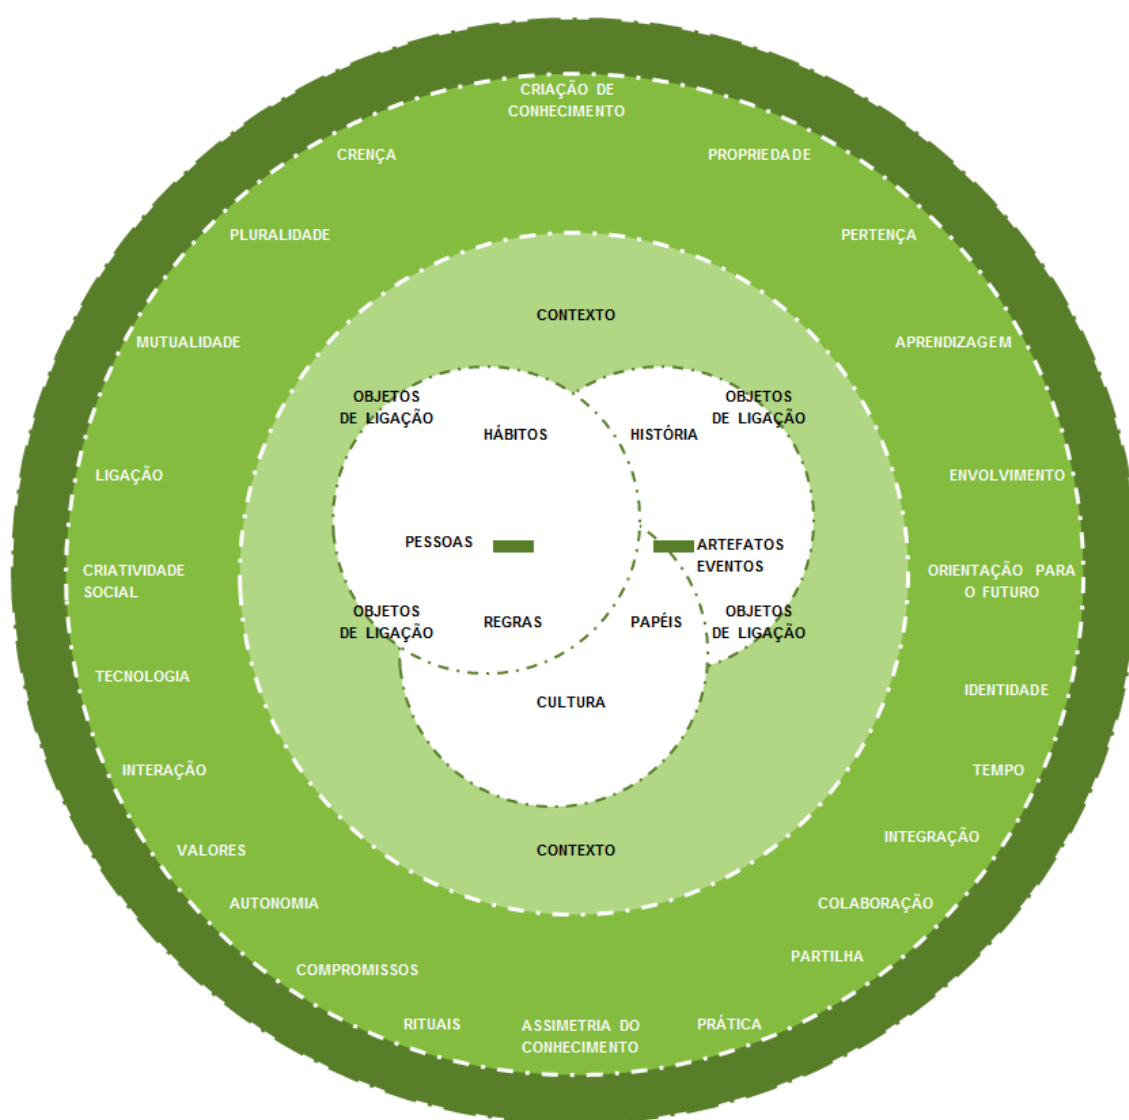 CRIAÇÃO DE
CONHECIMENTO
CRENÇA
PROPRIEDADE
PLURALIDADE
PERTENÇA
CONTEXTO
MUTUALIDADE
APRENDIZAGEM
OBJETOS
DE LIGAÇÃO
OBJETOS
DE LIGAÇÃO
HÁBITOS
HISTÓRIA
LIGAÇÃO
ENVOLVIMENTO
PESSOAS
ARTEFATOS
EVENTOS
CRIATIVIDADE
SOCIAL
ORIENTAÇÃO PARA
O FUTURO
OBJETOS
DE LIGAÇÃO
REGRAS
PAPÉIS
OBJETOS
DE LIGAÇÃO
TECNOLOGIA
IDENTIDADE
CULTURA
INTERAÇÃO
TEMPO
INTEGRAÇÃO
VALORES
CONTEXTO
AUTONOMIA
COLABORAÇÃO
PARTILHA
COMPROMISSOS
RITUAIS
ASSIMETRIA DO
CONHECIMENTO
PRÁTICA